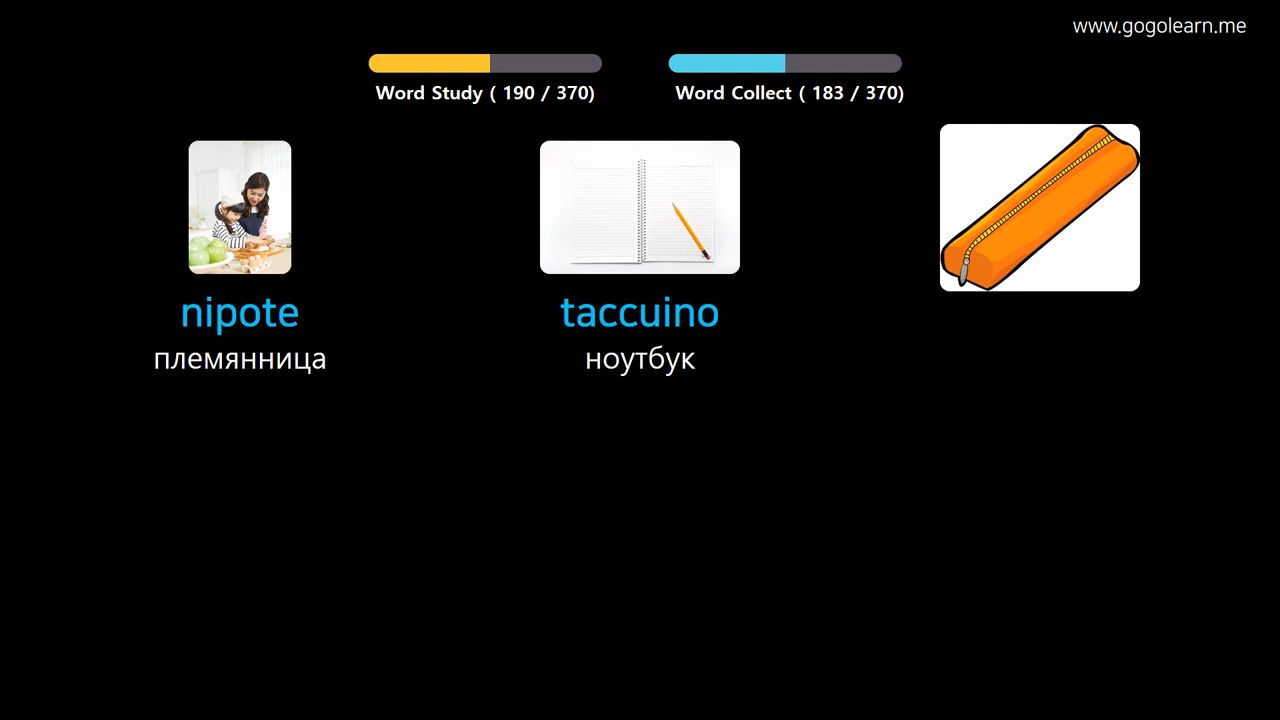 www.gogolearn.me
Word Study ( 190 / 370)
Word Collect ( 183 / 370)
nipote
taccuino
племянница
ноутбук